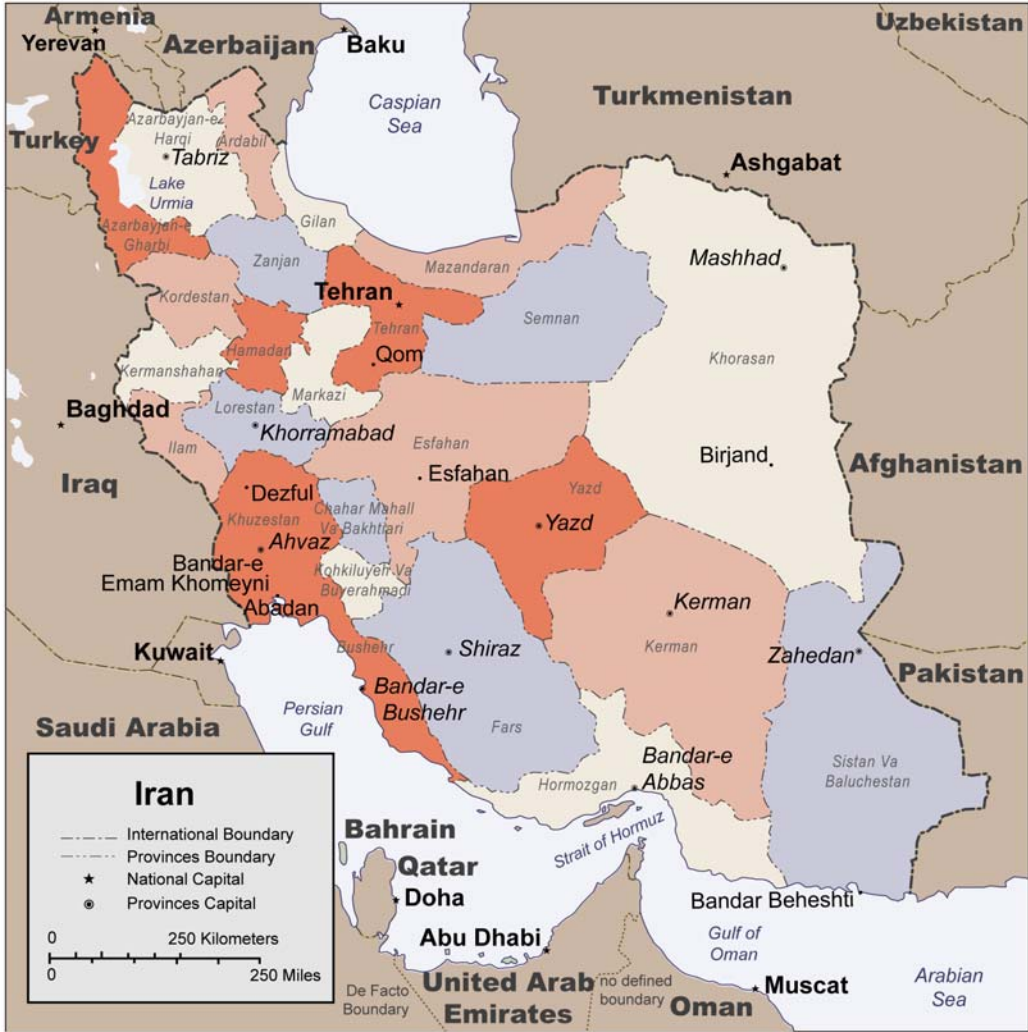 Armenia
Yerevan
Azerbaijan
Baku
Uzbekistan
Caspian
Sea
Turkmenistan
Turkey
Azarbayjan-e
Harqi
Ardabil
Tabriz
Ashgabat
Lake
Urmia
Gilan
Azarbayjan-e
Gharbi
Zanjan
Mazandaran
Mashhad
Kordestan
Tehran
Tehran
Semnan
Hamadan
Qom
Khorasan
Kermanshahan
Markazi
Baghdad
Lorestan
Khorramabad
Ilam
Esfahan
Esfahan
Birjand
Afghanistan
Iraq
Dezful
Yazd
Yazd
Khuzestan
Chahar Mahall
Va Bakhtiari
Ahvaz
Bandar-e
Emam Khomeyni
Kohkiluyeh Va
Buyerahmadi
Abadan
Kerman
Kerman
Kuwait
Bushehr
Shiraz
Zahedan
Pakistan
Bandar-e
Bushehr
Persian
Gulf
Saudi Arabia
Fars
Bandar-e
Abbas
Hormozgan
Sistan Va
Baluchestan
Strait of Hormuz
Bahrain
Qatar
Doha
Bandar Beheshti
Abu Dhabi
Gulf of
Oman
United Arab
Emirates
De Facto
Boundary
no defined
boundary
Oman
Muscat
Arabian
Sea
Iran
International Boundary
Provinces Boundary
National Capital
Provinces Capital
0 250 Kilometers
0 250 Miles